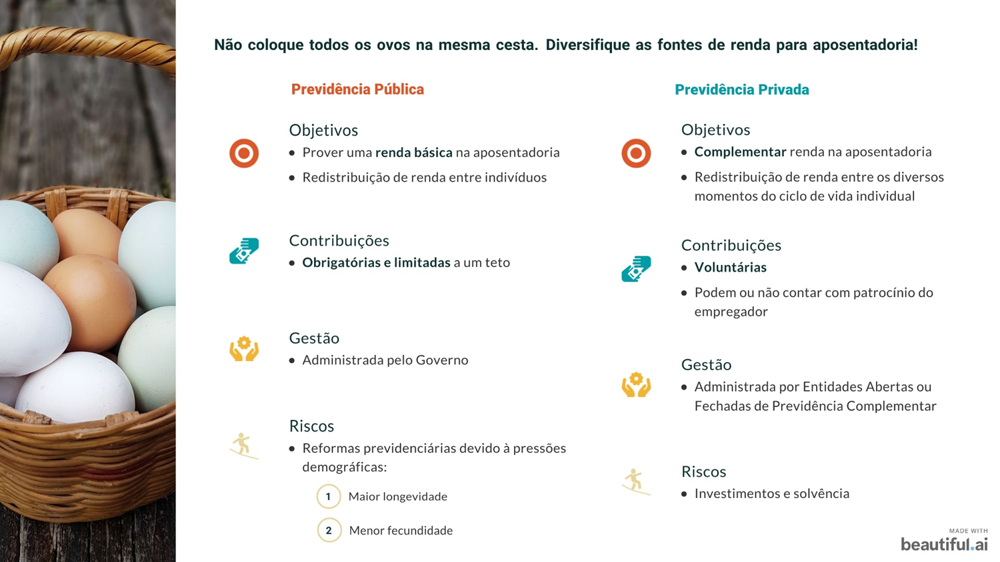 Não coloque todos os ovos na mesma cesta. Diversifique as fontes de renda para aposentadoria!
Previdência Pública
Objetivos
• Prover uma renda básica na aposentadoria
• Redistribuição de renda entre indivíduos
Contribuições
• Obrigatórias e limitadas a um teto
Gestão
• Administrada pelo Governo
Riscos
• Reformas previdenciárias devido à pressões
demográficas:
1 Maior longevidade
2 Menor fecundidade
Previdência Privada
Objetivos
• Complementar renda na aposentadoria
• Redistribuição de renda entre os diversos
momentos do ciclo de vida individual
Contribuições
• Voluntárias
• Podem ou não contar com patrocínio do
empregador
Gestão
• Administrada por Entidades Abertas ou
Fechadas de Previdência Complementar
Riscos
• Investimentos e solvência
MADE WITH
beautiful.ai